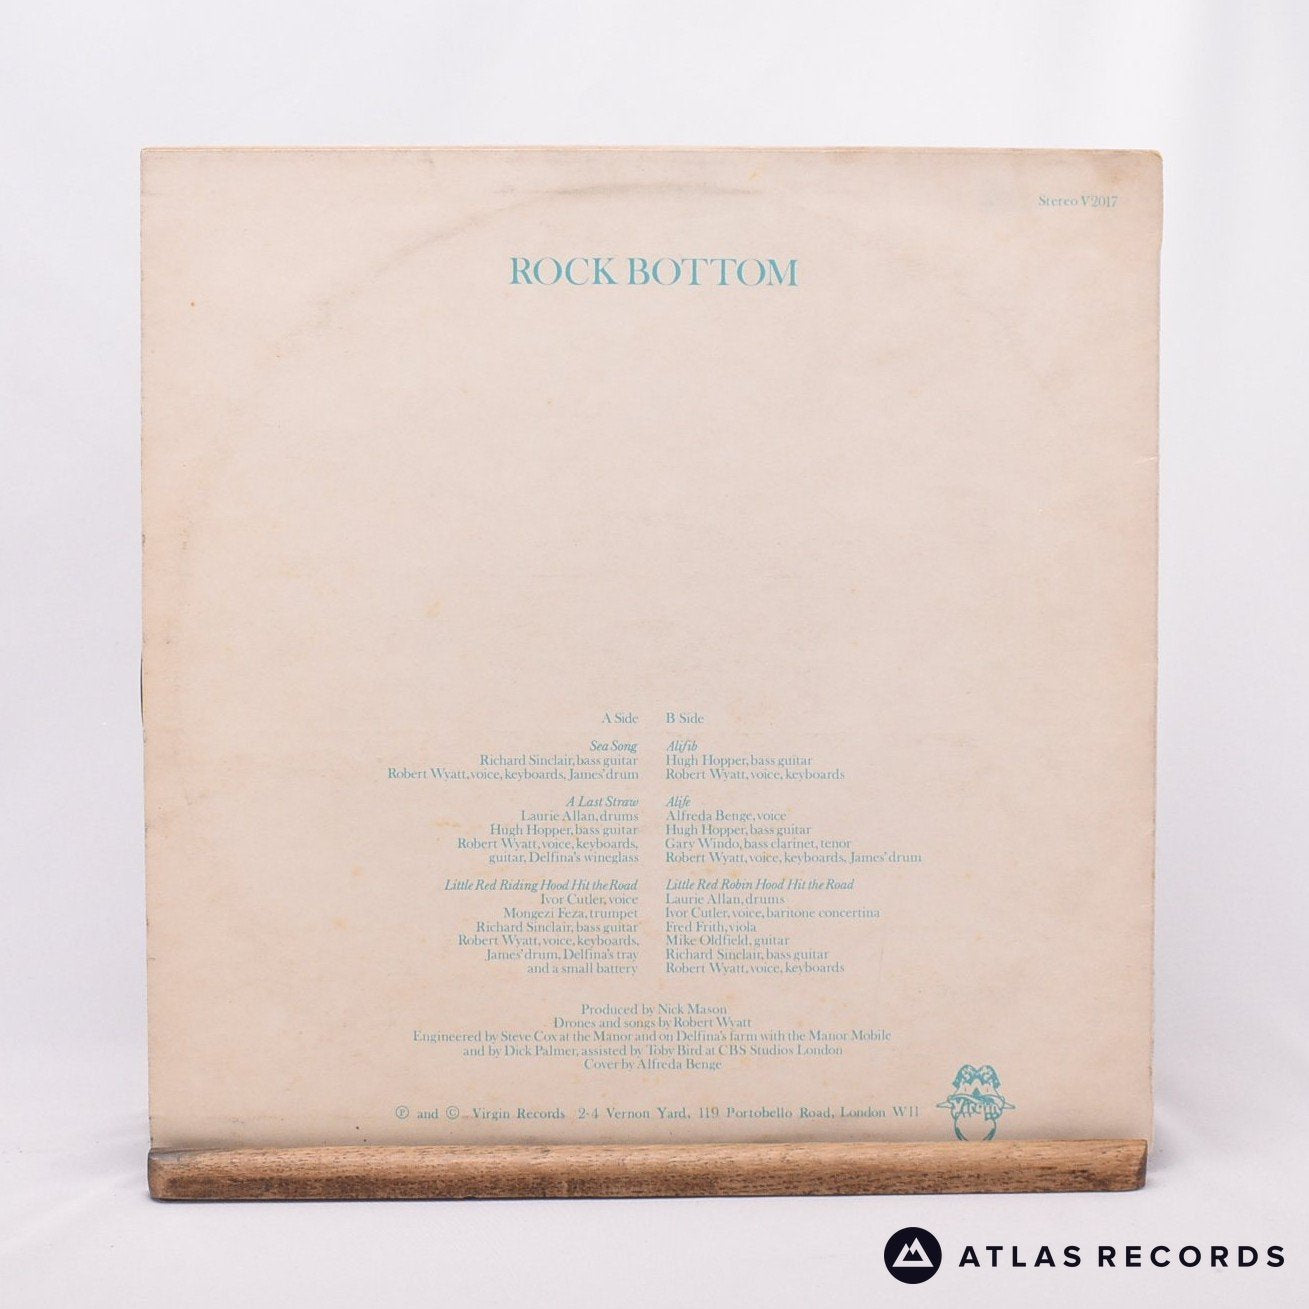 Stereo V2017
ROCK BOTTOM
A Side
Sea Song
Richard Sinclair, bass guitar
Robert Wyatt, voice, keyboards, James' drum
A Last Straw
Laurie Allan, drums
Hugh Hopper, bass guitar
Robert Wyatt, voice, keyboards,
guitar, Delfina's wineglass
Little Red Riding Hood Hit the Road
Ivor Cutler, voice
Mongezi Feza, trumpet
Richard Sinclair, bass guitar
Robert Wyatt, voice, keyboards,
James' drum, Delfina's tray
and a small battery
B Side
Alifib
Hugh Hopper, bass guitar
Robert Wyatt, voice, keyboards
Alife
Alfreda Benge, voice
Hugh Hopper, bass guitar
Gary Windo, bass clarinet, tenor
Robert Wyatt, voice, keyboards, James' drum
Little Red Robin Hood Hit the Road
Laurie Allan, drums
Ivor Cutler, voice, baritone concertina
Fred Frith, viola
Mike Oldfield, guitar
Richard Sinclair, bass guitar
Robert Wyatt, voice, keyboards
Produced by Nick Mason
Drones and songs by Robert Wyatt
Engineered by Steve Cox at the Manor and on Delfina's farm with the Manor Mobile
and by Dick Palmer, assisted by Toby Bird at CBS Studios London
Cover by Alfreda Benge
℗ and © Virgin Records 2-4 Vernon Yard, 119 Portobello Road, London W11
VIRGIN
ATLAS RECORDS